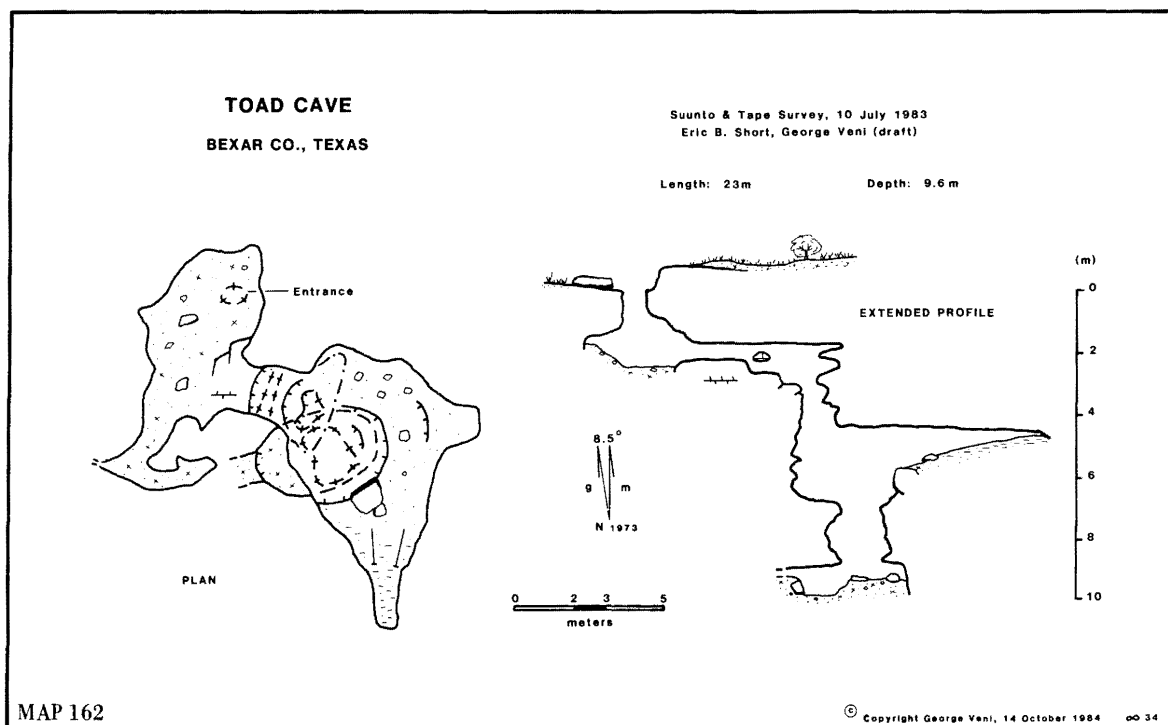 TOAD CAVE
BEXAR CO., TEXAS
Suunto & Tape Survey, 10 July 1983
Eric B. Short, George Veni (draft)
Length: 23m Depth: 9.6m
Entrance
PLAN
EXTENDED PROFILE
(m)
0
2
4
6
8
10
8.5°
g m
N 1973
0 2 3 5
meters
MAP 162
© Copyright George Veni, 14 October 1984 34